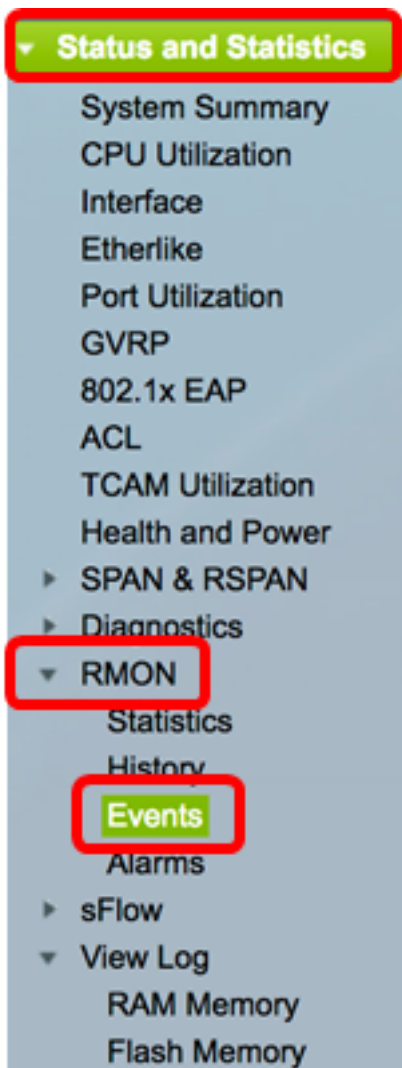 Status and Statistics
System Summary
CPU Utilization
Interface
Etherlike
Port Utilization
GVRP
802.1x EAP
ACL
TCAM Utilization
Health and Power
SPAN & RSPAN
Diagnostics
RMON
Statistics
History
Events
Alarms
sFlow
View Log
RAM Memory
Flash Memory